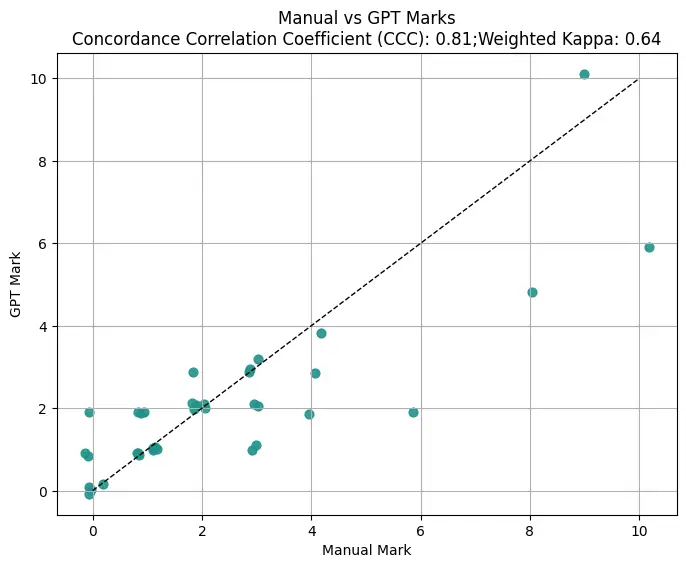 Manual vs GPT Marks
Concordance Correlation Coefficient (CCC): 0.81;Weighted Kappa: 0.64
10
8
6
4
2
0
GPT Mark
0 2 4 6 8 10
Manual Mark